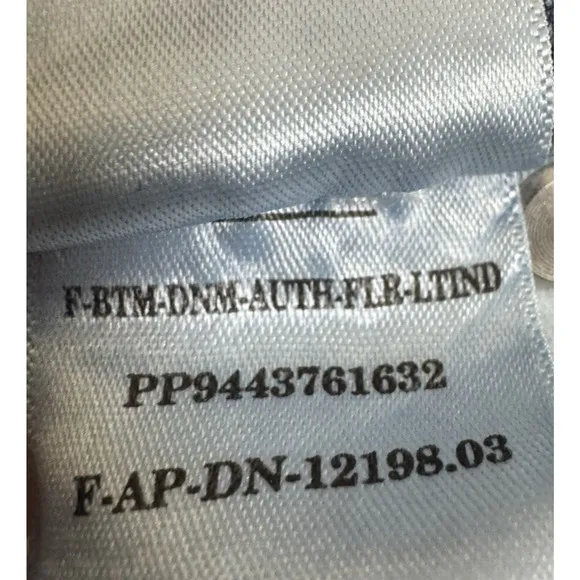 F-BTM-DNM-AUTH-FLR-LTIND
PP9443761632
F-AP-DN-12198.03